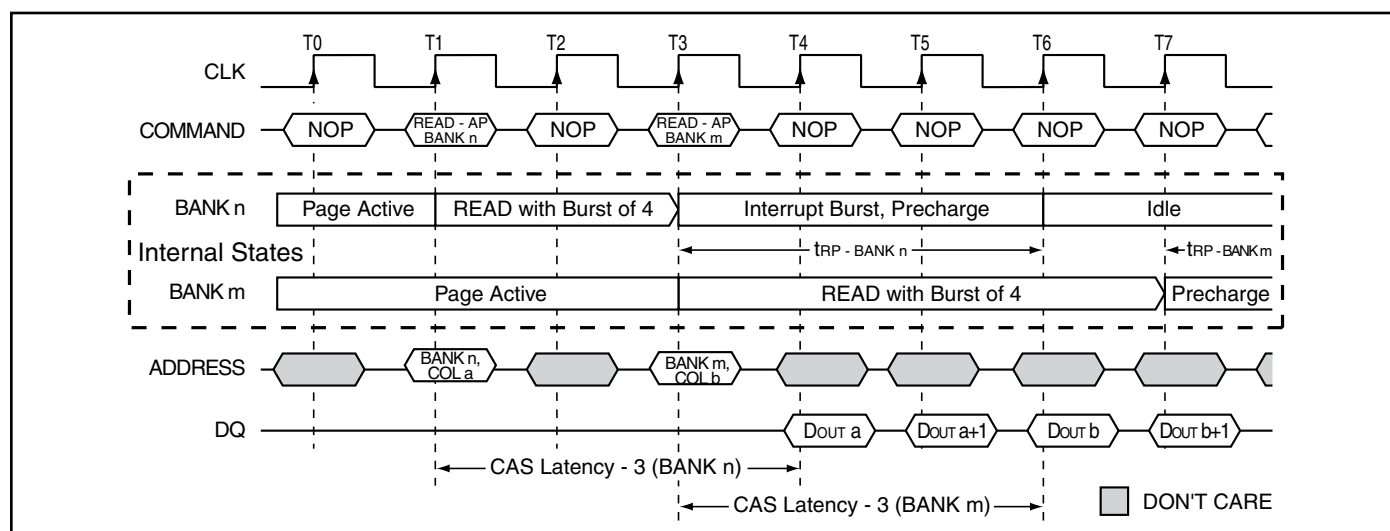 T0 T1 T2 T3 T4 T5 T6 T7
CLK
COMMAND NOP READ - AP BANK n NOP READ - AP BANK m NOP NOP NOP NOP
BANK n Page Active READ with Burst of 4 Interrupt Burst, Precharge Idle
Internal States tRP - BANK n tRP - BANK m
BANK m Page Active READ with Burst of 4 Precharge
ADDRESS BANK n, COL a BANK m, COL b
DQ DOUT a DOUT a+1 DOUT b DOUT b+1
CAS Latency - 3 (BANK n)
CAS Latency - 3 (BANK m)
DON'T CARE